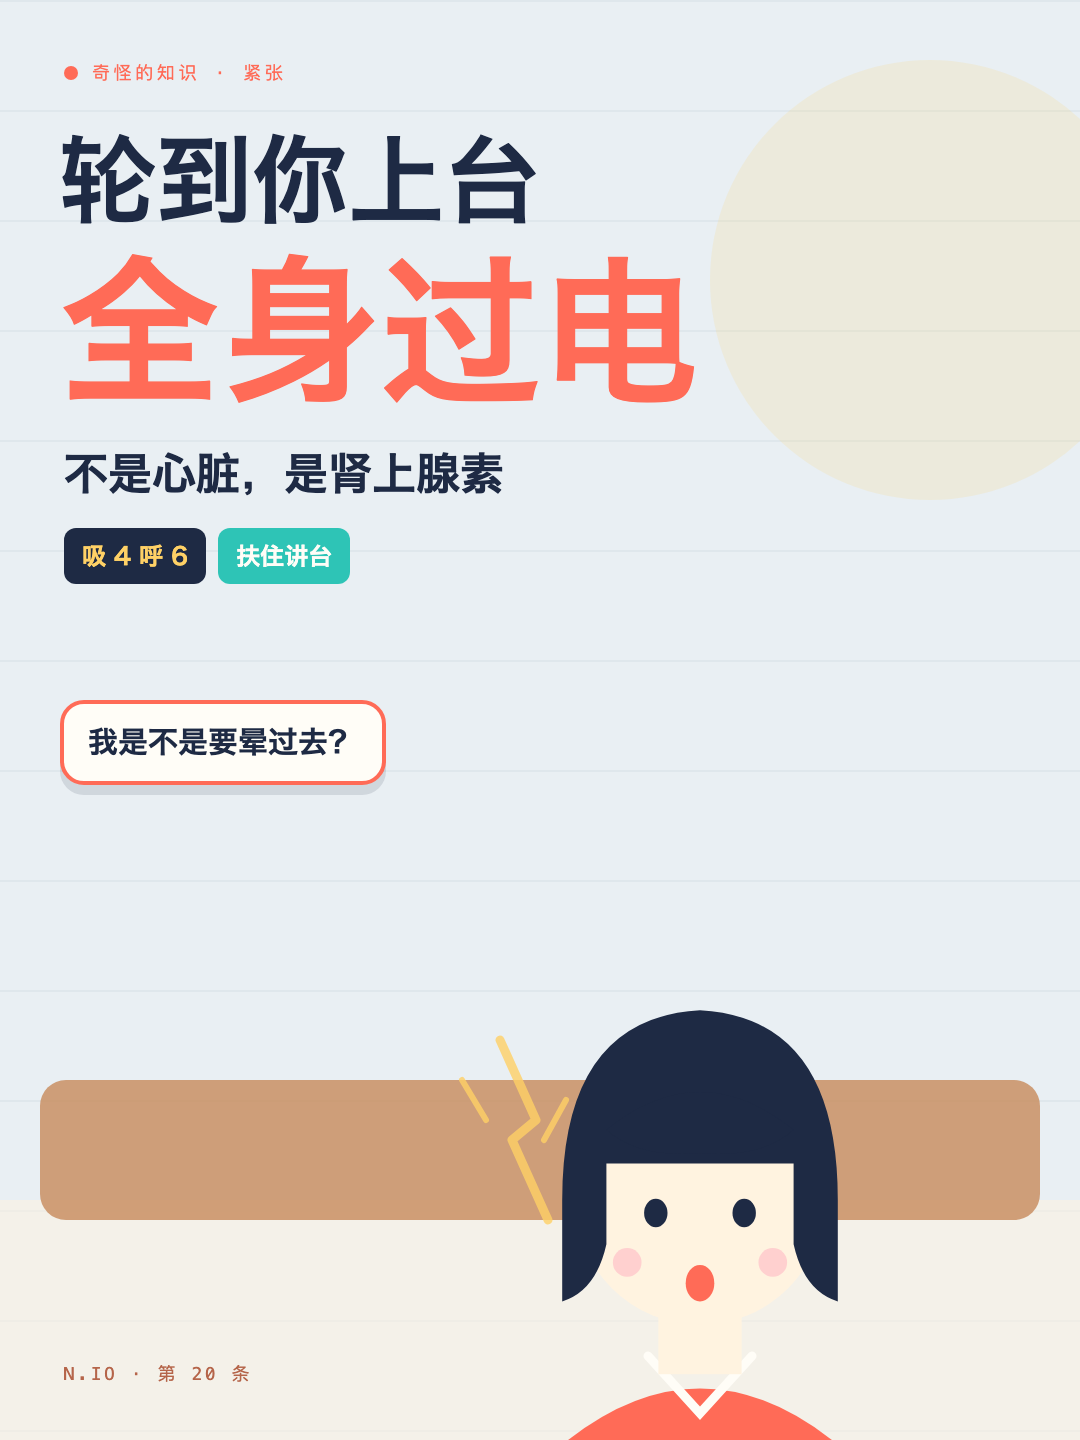 奇怪的知识 · 紧张
轮到你上台
全身过电
不是心脏，是肾上腺素
吸 4 呼 6
扶住讲台
我是不是要晕过去？
N.IO · 第 20 条